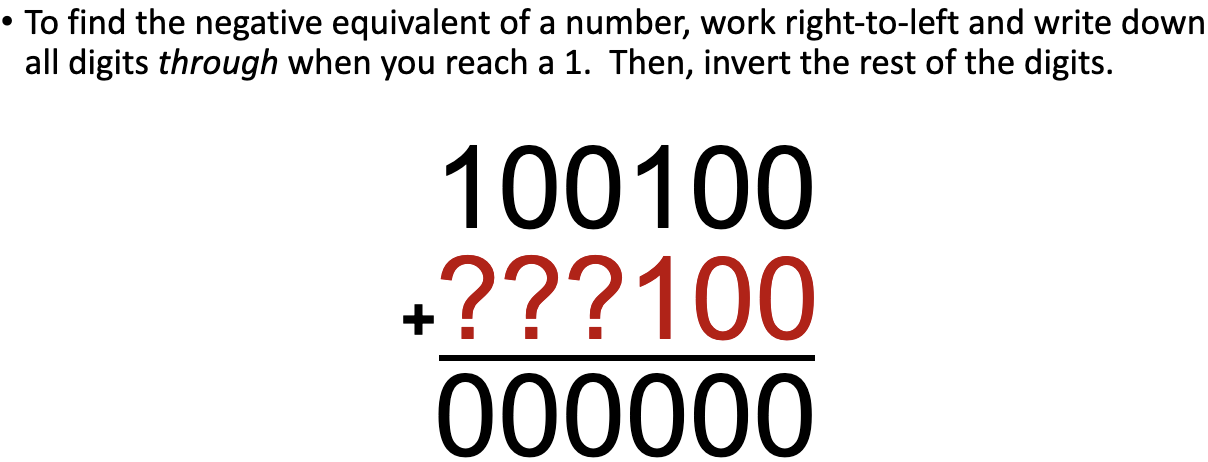 • To find the negative equivalent of a number, work right-to-left and write down
all digits through when you reach a 1.  Then, invert the rest of the digits.
100100
+???100
000000